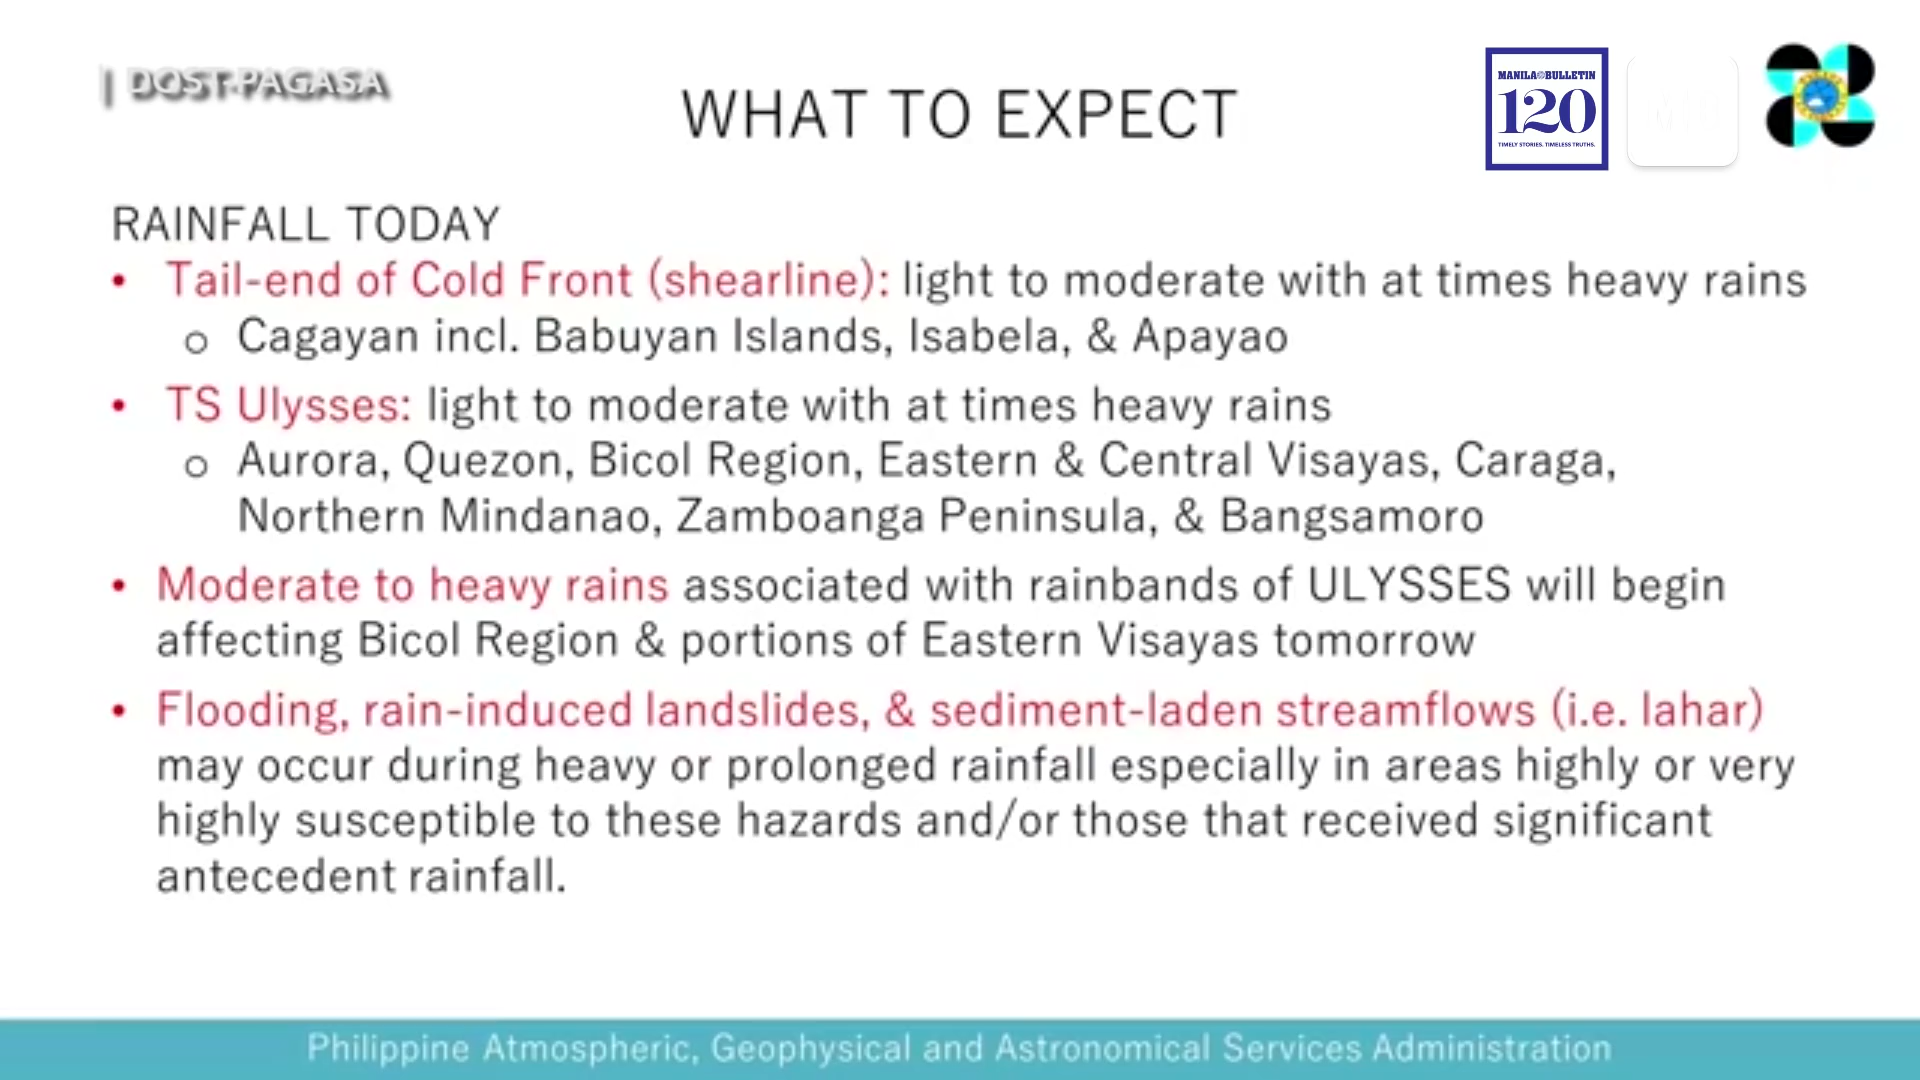 | DOST-PAGASA
WHAT TO EXPECT
MANILA BULLETIN
120
TIMELY STORIES. TIMELESS TRUTHS.
RAINFALL TODAY
• Tail-end of Cold Front (shearline): light to moderate with at times heavy rains
o Cagayan incl. Babuyan Islands, Isabela, & Apayao
• TS Ulysses: light to moderate with at times heavy rains
o Aurora, Quezon, Bicol Region, Eastern & Central Visayas, Caraga,
Northern Mindanao, Zamboanga Peninsula, & Bangsamoro
• Moderate to heavy rains associated with rainbands of ULYSSES will begin
affecting Bicol Region & portions of Eastern Visayas tomorrow
• Flooding, rain-induced landslides, & sediment-laden streamflows (i.e. lahar)
may occur during heavy or prolonged rainfall especially in areas highly or very
highly susceptible to these hazards and/or those that received significant
antecedent rainfall.
Philippine Atmospheric, Geophysical and Astronomical Services Administration